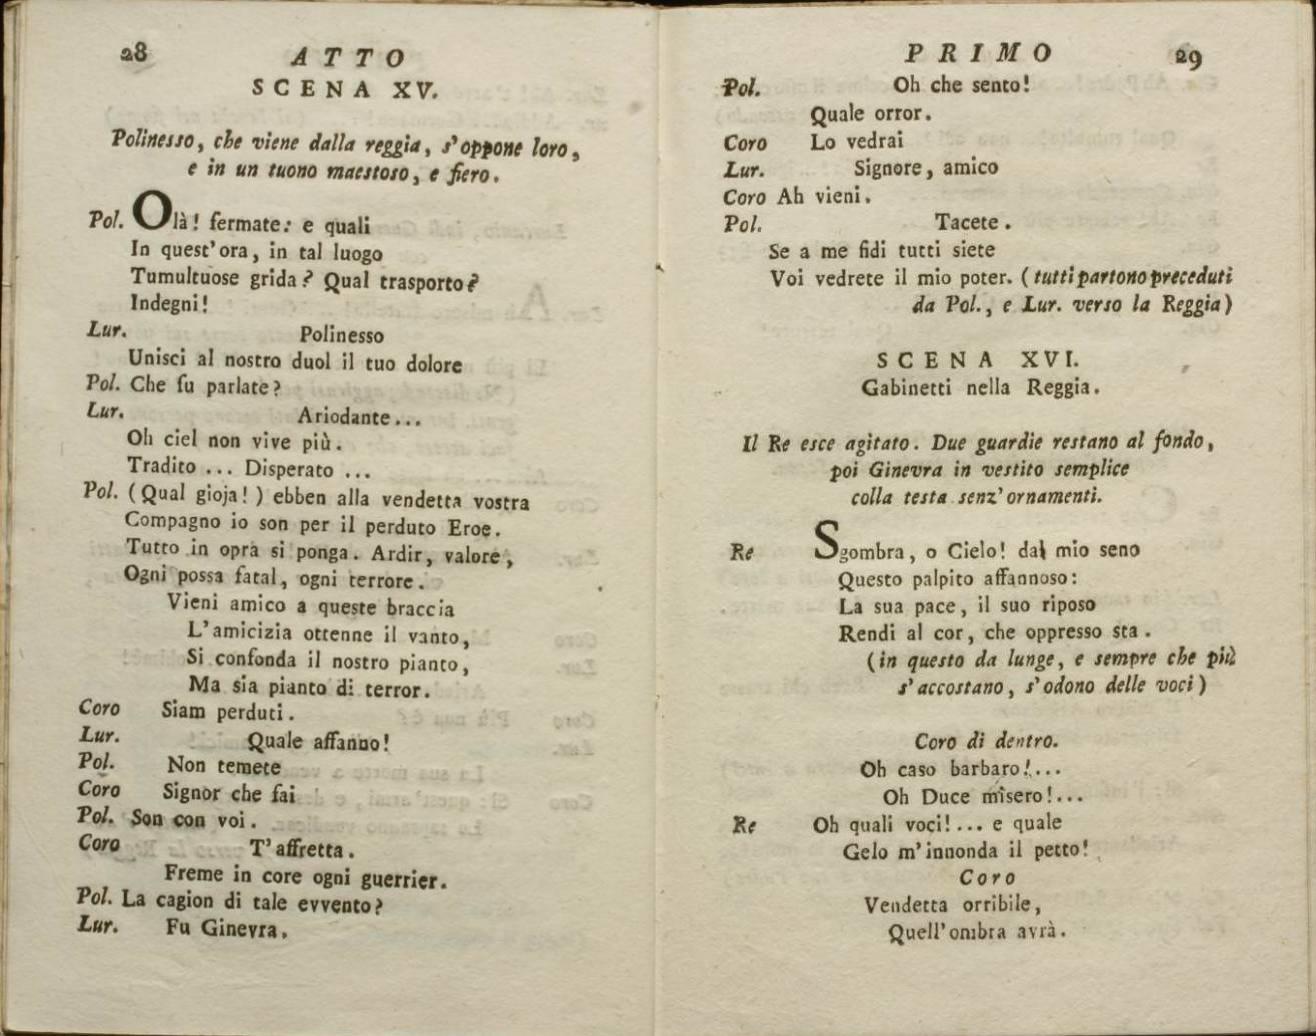 28
ATTO
SCENA XV.
Polinesso, che viene dalla reggia, s'oppone loro,
e in un tuono maestoso, e fiero.
Pol. Olà! fermate: e quali
In quest'ora, in tal luogo
Tumultuose grida? Qual trasporto?
Indegni!
Lur. Polinesso
Unisci al nostro duol il tuo dolore
Pol. Che fu parlate?
Lur. Ariodante...
Oh ciel non vive più.
Tradito ... Disperato ...
Pol. (Qual gioja!) ebben alla vendetta vostra
Compagno io son per il perduto Eroe.
Tutto in opra si ponga. Ardir, valore,
Ogni possa fatal, ogni terrore.
Vieni amico a queste braccia
L'amicizia ottenne il vanto,
Si confonda il nostro pianto,
Ma sia pianto di terror.
Coro Siam perduti.
Lur. Quale affanno!
Pol. Non temete
Coro Signor che fai
Pol. Son con voi.
Coro T'affretta.
Freme in core ogni guerrier.
Pol. La cagion di tale evvento?
Lur. Fu Ginevra.
PRIMO
29
Pol. Oh che sento!
Quale orror.
Coro Lo vedrai
Lur. Signore, amico
Coro Ah vieni.
Pol. Tacete.
Se a me fidi tutti siete
Voi vedrete il mio poter. (tutti partono preceduti
da Pol., e Lur. verso la Reggia)
SCENA XVI.
Gabinetti nella Reggia.
Il Re esce agitato. Due guardie restano al fondo,
poi Ginevra in vestito semplice
colla testa senz'ornamenti.
Re Sgombra, o Cielo! dal mio seno
Questo palpito affannoso:
La sua pace, il suo riposo
Rendi al cor, che oppresso sta.
(in questo da lunge, e sempre che più
s'accostano, s'odono delle voci)
Coro di dentro.
Oh caso barbaro!...
Oh Duce misero!...
Re Oh quali voci!... e quale
Gelo m'innonda il petto!
Coro
Vendetta orribile,
Quell'ombra avrà.